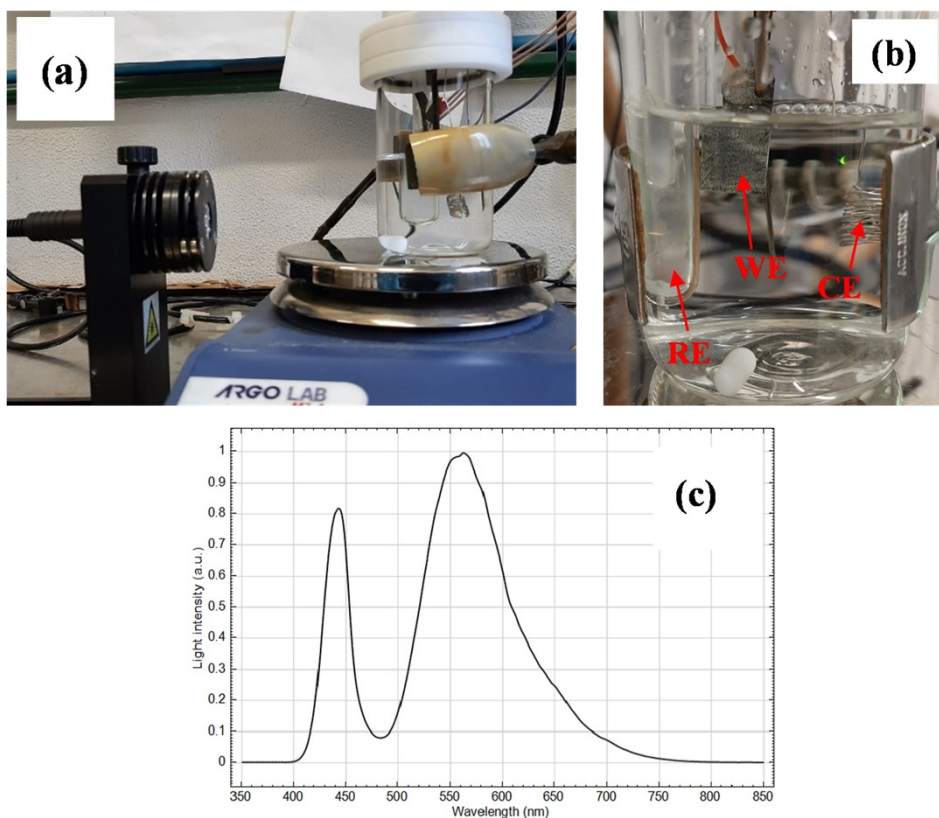 (a)
ARGO LAB
(b)
WE
CE
RE
ACC. INOX
(c)
Light intensity (a.u.)
1
0.9
0.8
0.7
0.6
0.5
0.4
0.3
0.2
0.1
0
350 400 450 500 550 600 650 700 750 800 850
Wavelength (nm)